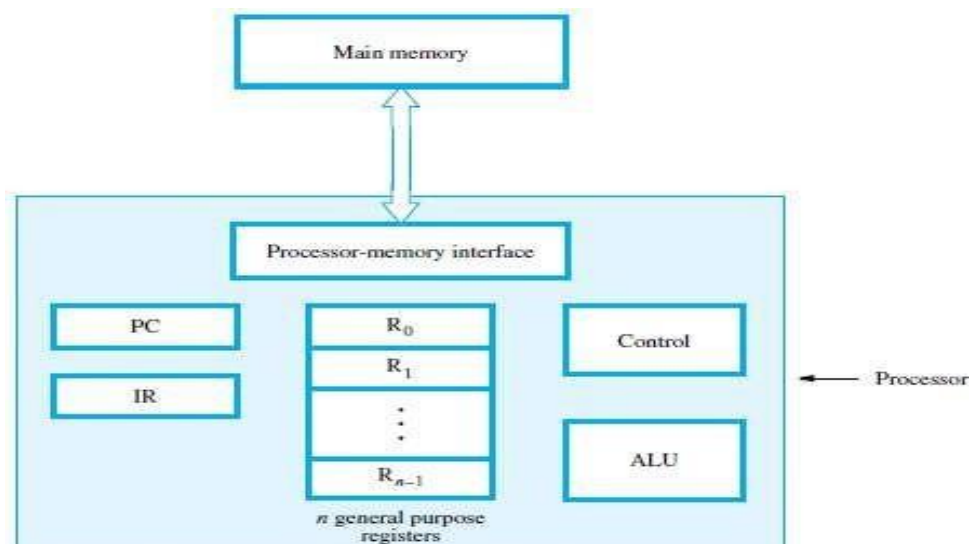 Main memory
Processor-memory interface
PC
IR
R₀
R₁
⋮
Rₙ₋₁
n general purpose
registers
Control
ALU
Processor